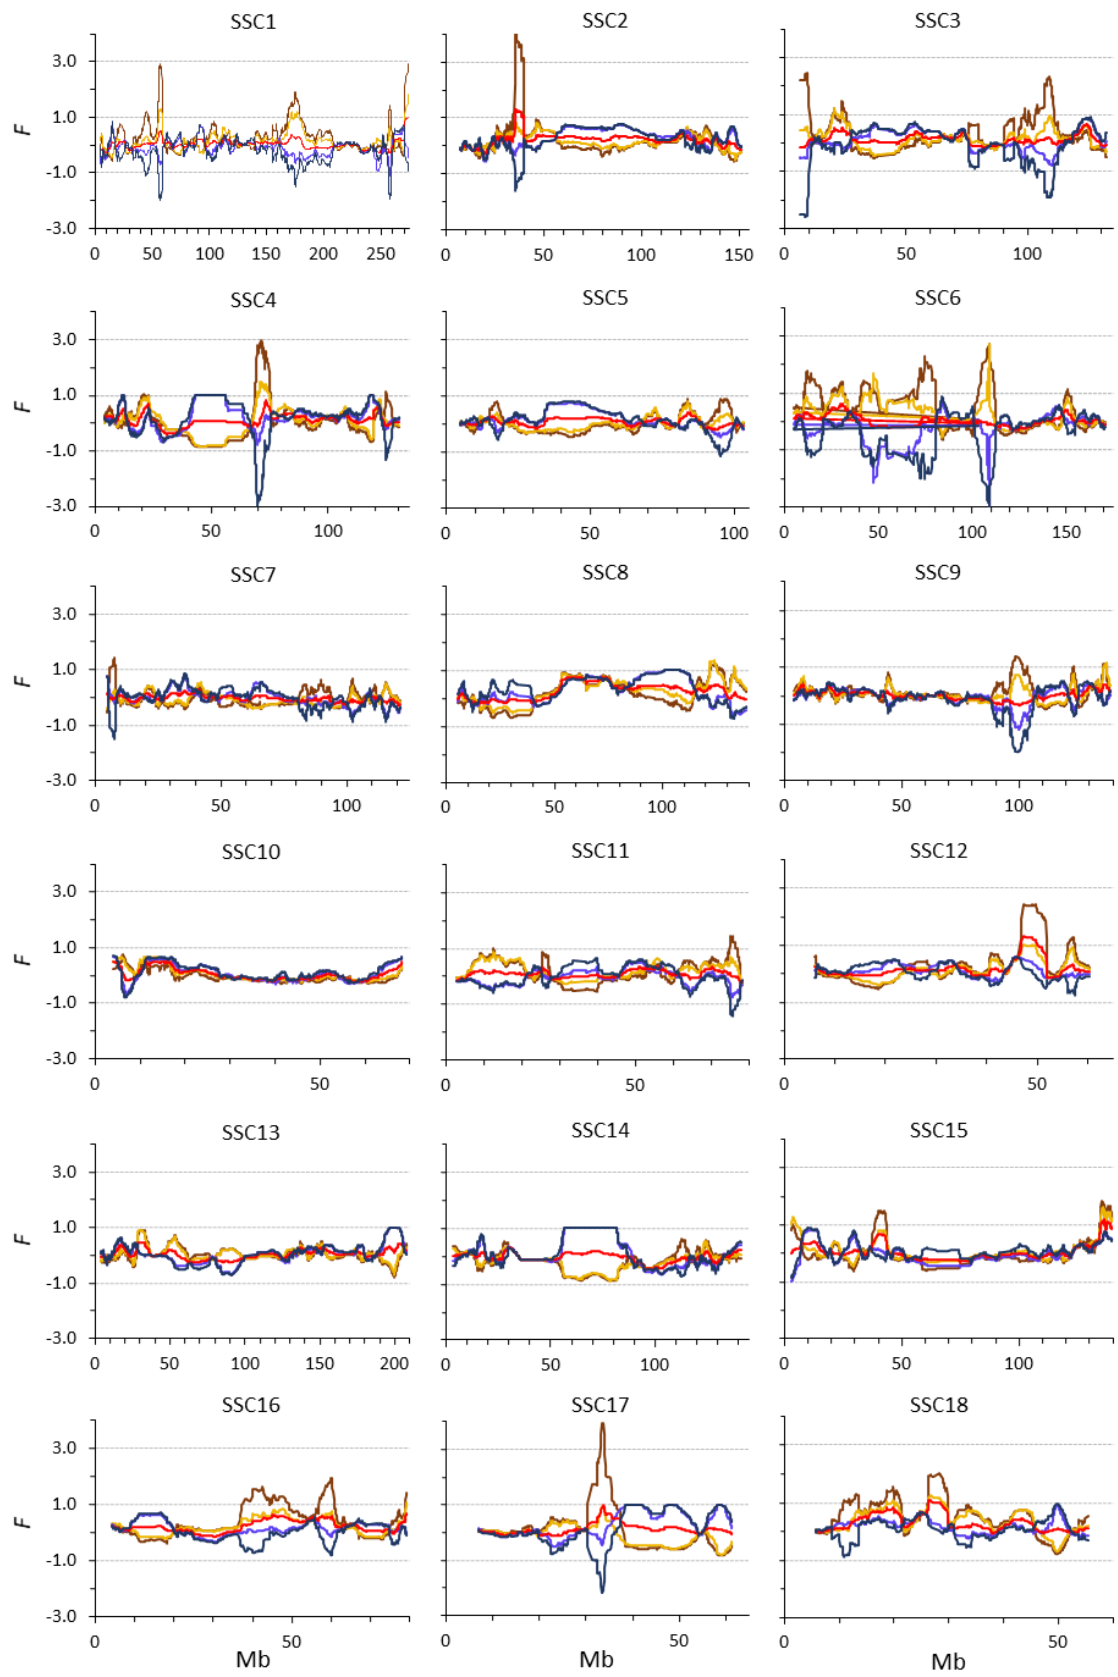 SSC1 SSC2 SSC3
3.0
1.0
F
-1.0
-3.0
0 50 100 150 200 250 0 50 100 150 0 100
SSC4 SSC5 SSC6
3.0
1.0
F
-1.0
-3.0
0 50 100 0 50 100 0 50 100 150
SSC7 SSC8 SSC9
3.0
1.0
F
-1.0
-3.0
0 50 100 0 50 100 0 100
SSC10 SSC11 SSC12
3.0
1.0
F
-1.0
-3.0
0 50 0 50 0 50
SSC13 SSC14 SSC15
3.0
1.0
F
-1.0
-3.0
0 50 100 150 200 0 50 100 0 50 100
SSC16 SSC17 SSC18
3.0
1.0
F
-1.0
-3.0
0 50 0 50 0 50
Mb Mb Mb